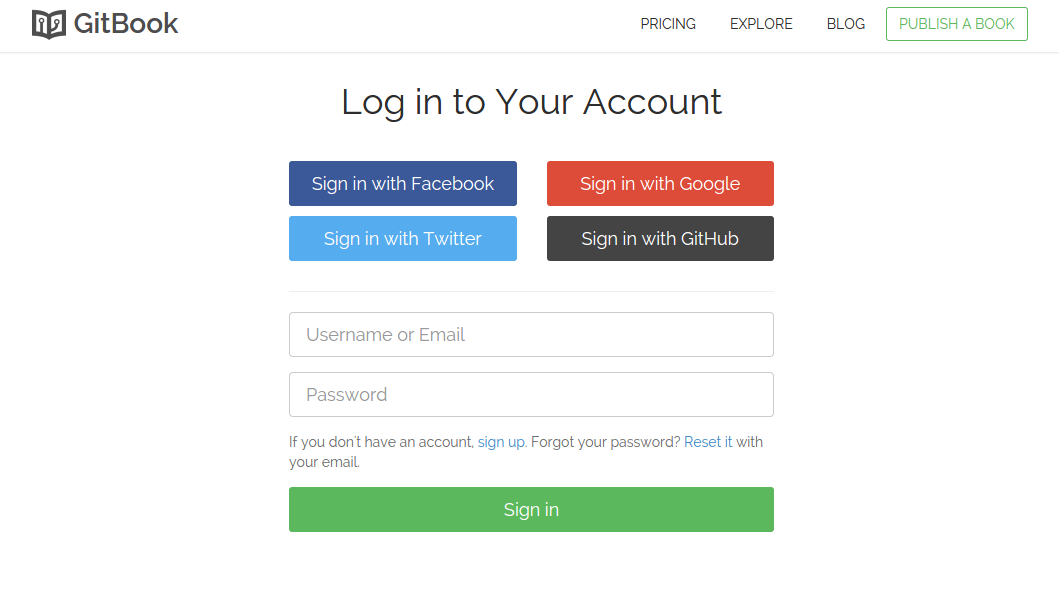 GitBook
PRICING
EXPLORE
BLOG
PUBLISH A BOOK
Log in to Your Account
Sign in with Facebook
Sign in with Google
Sign in with Twitter
Sign in with GitHub
Username or Email
Password
If you don't have an account, sign up. Forgot your password? Reset it with
your email.
Sign in